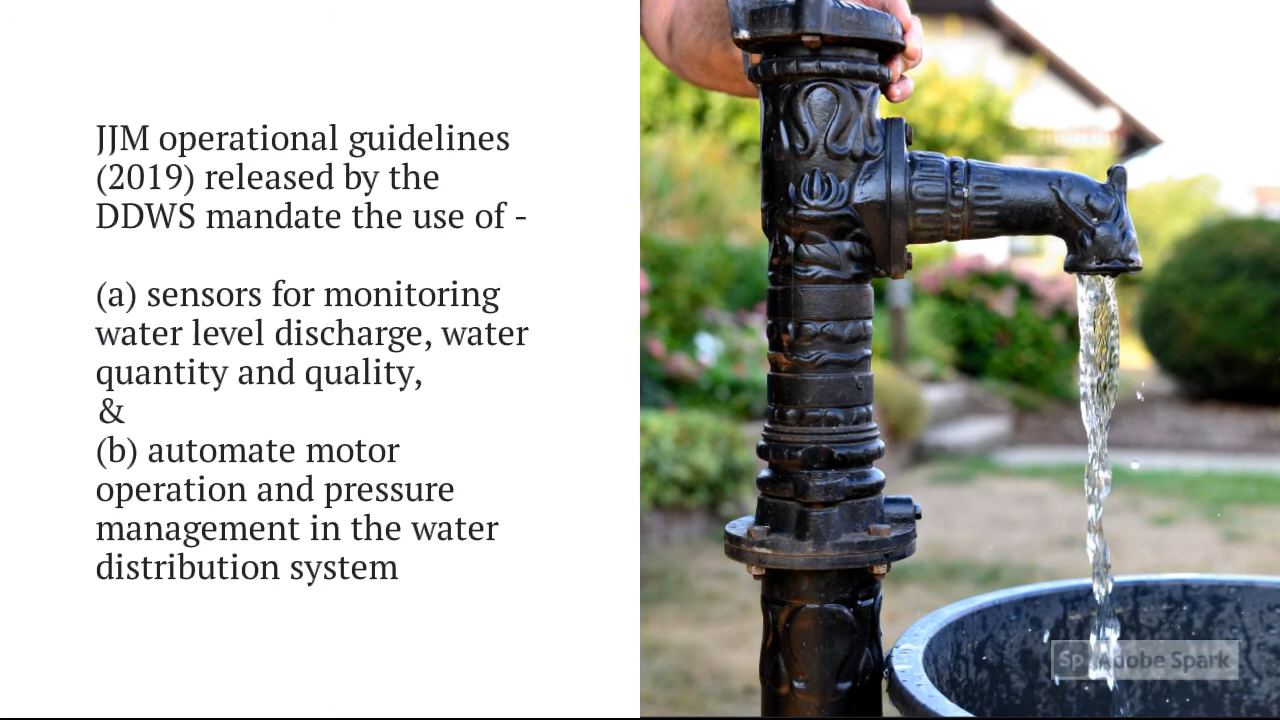 JJM operational guidelines
(2019) released by the
DDWS mandate the use of -
(a) sensors for monitoring
water level discharge, water
quantity and quality,
&
(b) automate motor
operation and pressure
management in the water
distribution system
Sp Adobe Spark